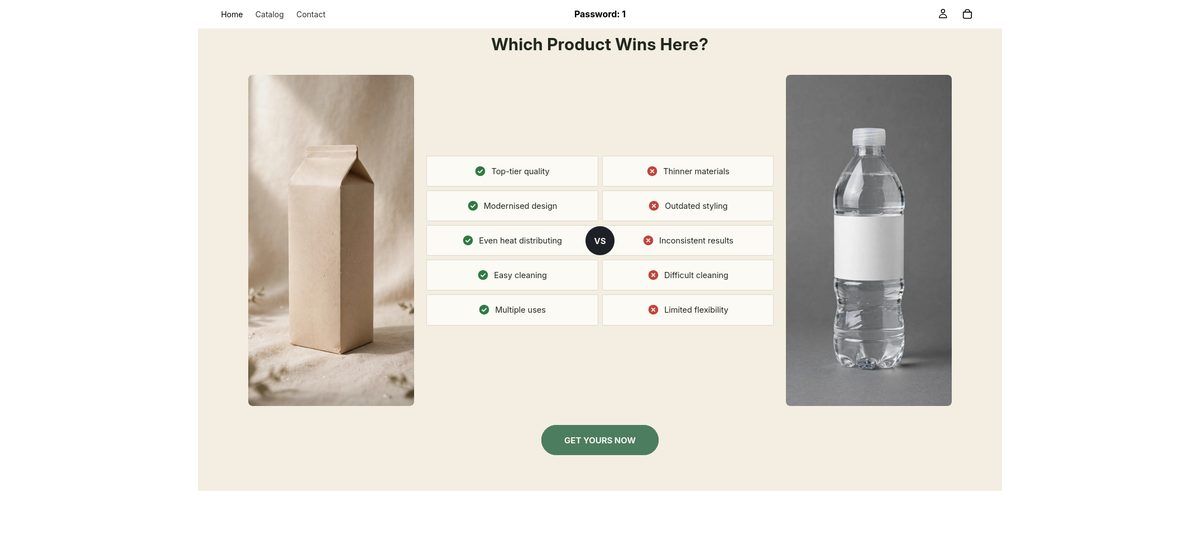 Home Catalog Contact Password: 1
Which Product Wins Here?
Top-tier quality Thinner materials
Modernised design Outdated styling
Even heat distributing VS Inconsistent results
Easy cleaning Difficult cleaning
Multiple uses Limited flexibility
GET YOURS NOW